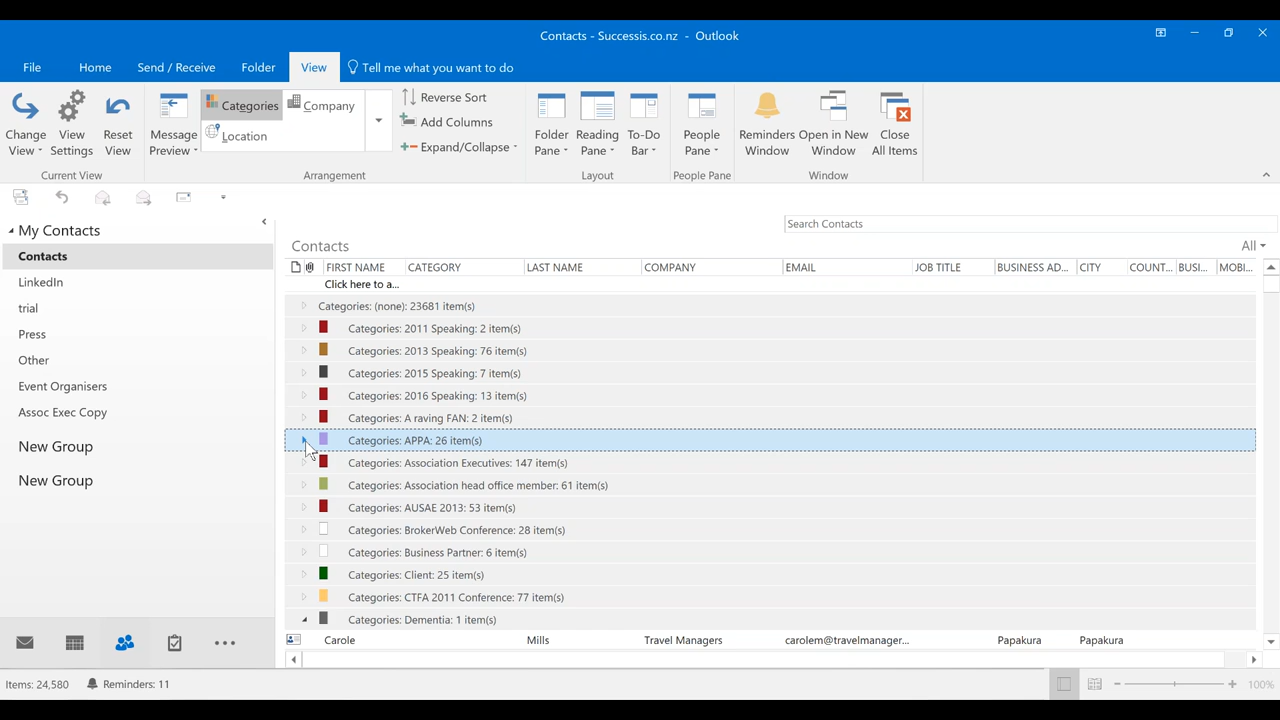 Contacts - Successis.co.nz - Outlook
File Home Send / Receive Folder View Tell me what you want to do
Change View View Settings Reset View
Current View
Message Preview
Categories Company
Location
Reverse Sort
Add Columns
Expand/Collapse
Arrangement
Folder Pane Reading Pane To-Do Bar
Layout
People Pane
People Pane
Reminders Window Open in New Window Close All Items
Window
My Contacts
Contacts
LinkedIn
trial
Press
Other
Event Organisers
Assoc Exec Copy
New Group
New Group
Search Contacts
Contacts All
FIRST NAME CATEGORY LAST NAME COMPANY EMAIL JOB TITLE BUSINESS AD... CITY COUNT... BUSI... MOBI...
Click here to a...
Categories: (none): 23681 item(s)
Categories: 2011 Speaking: 2 item(s)
Categories: 2013 Speaking: 76 item(s)
Categories: 2015 Speaking: 7 item(s)
Categories: 2016 Speaking: 13 item(s)
Categories: A raving FAN: 2 item(s)
Categories: APPA: 26 item(s)
Categories: Association Executives: 147 item(s)
Categories: Association head office member: 61 item(s)
Categories: AUSAE 2013: 53 item(s)
Categories: BrokerWeb Conference: 28 item(s)
Categories: Business Partner: 6 item(s)
Categories: Client: 25 item(s)
Categories: CTFA 2011 Conference: 77 item(s)
Categories: Dementia: 1 item(s)
Carole Mills Travel Managers carolem@travelmanager... Papakura Papakura
Items: 24,580 Reminders: 11 100%